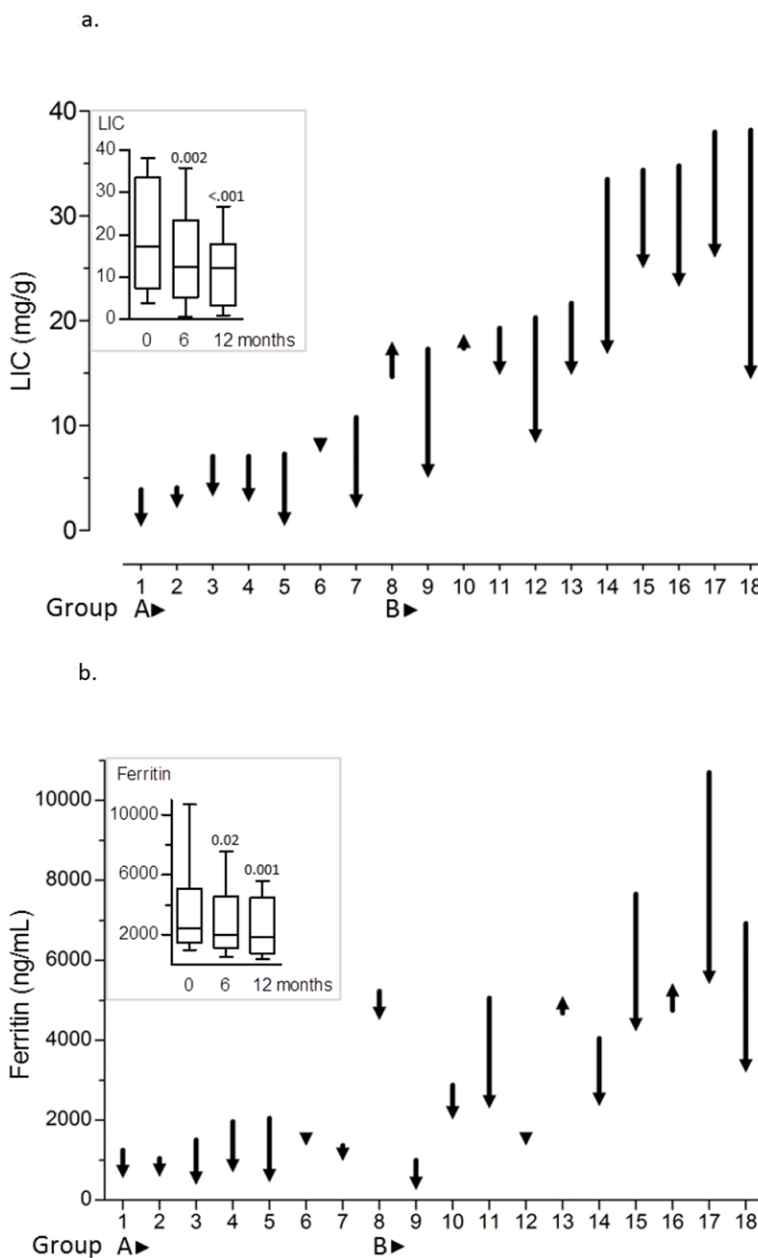 a.
40
30
20
10
0
LIC (mg/g)
LIC
40
30
20
10
0
0.002
<.001
0 6 12 months
1 2 3 4 5 6 7 8 9 10 11 12 13 14 15 16 17 18
Group A► B►
b.
10000
8000
6000
4000
2000
0
Ferritin (ng/mL)
Ferritin
10000
6000
2000
0.02
0.001
0 6 12 months
1 2 3 4 5 6 7 8 9 10 11 12 13 14 15 16 17 18
Group A► B►